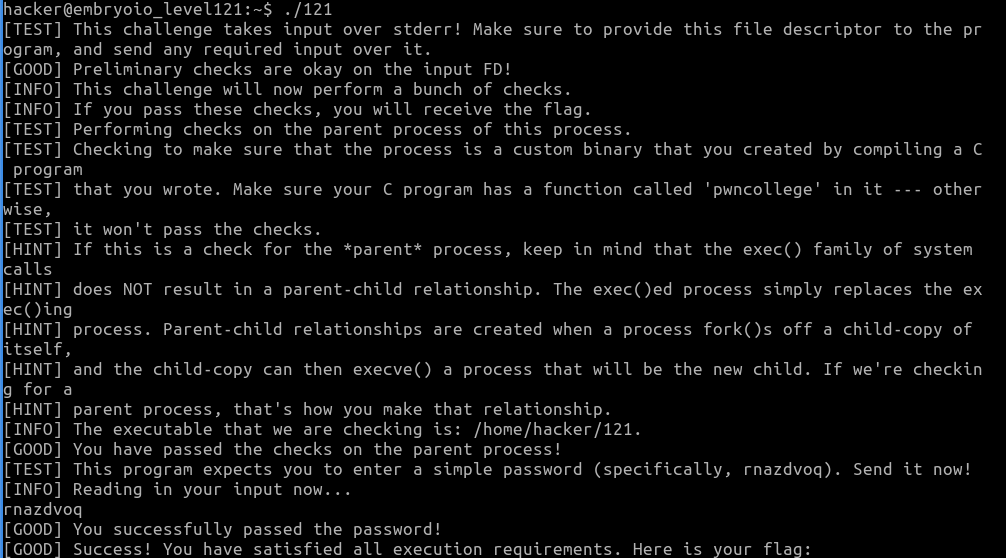 hacker@embryoio_level121:~$ ./121
[TEST] This challenge takes input over stderr! Make sure to provide this file descriptor to the pr
ogram, and send any required input over it.
[GOOD] Preliminary checks are okay on the input FD!
[INFO] This challenge will now perform a bunch of checks.
[INFO] If you pass these checks, you will receive the flag.
[TEST] Performing checks on the parent process of this process.
[TEST] Checking to make sure that the process is a custom binary that you created by compiling a C
 program
[TEST] that you wrote. Make sure your C program has a function called 'pwncollege' in it --- other
wise,
[TEST] it won't pass the checks.
[HINT] If this is a check for the *parent* process, keep in mind that the exec() family of system
calls
[HINT] does NOT result in a parent-child relationship. The exec()ed process simply replaces the ex
ec()ing
[HINT] process. Parent-child relationships are created when a process fork()s off a child-copy of
itself,
[HINT] and the child-copy can then execve() a process that will be the new child. If we're checkin
g for a
[HINT] parent process, that's how you make that relationship.
[INFO] The executable that we are checking is: /home/hacker/121.
[GOOD] You have passed the checks on the parent process!
[TEST] This program expects you to enter a simple password (specifically, rnazdvoq). Send it now!
[INFO] Reading in your input now...
rnazdvoq
[GOOD] You successfully passed the password!
[GOOD] Success! You have satisfied all execution requirements. Here is your flag: